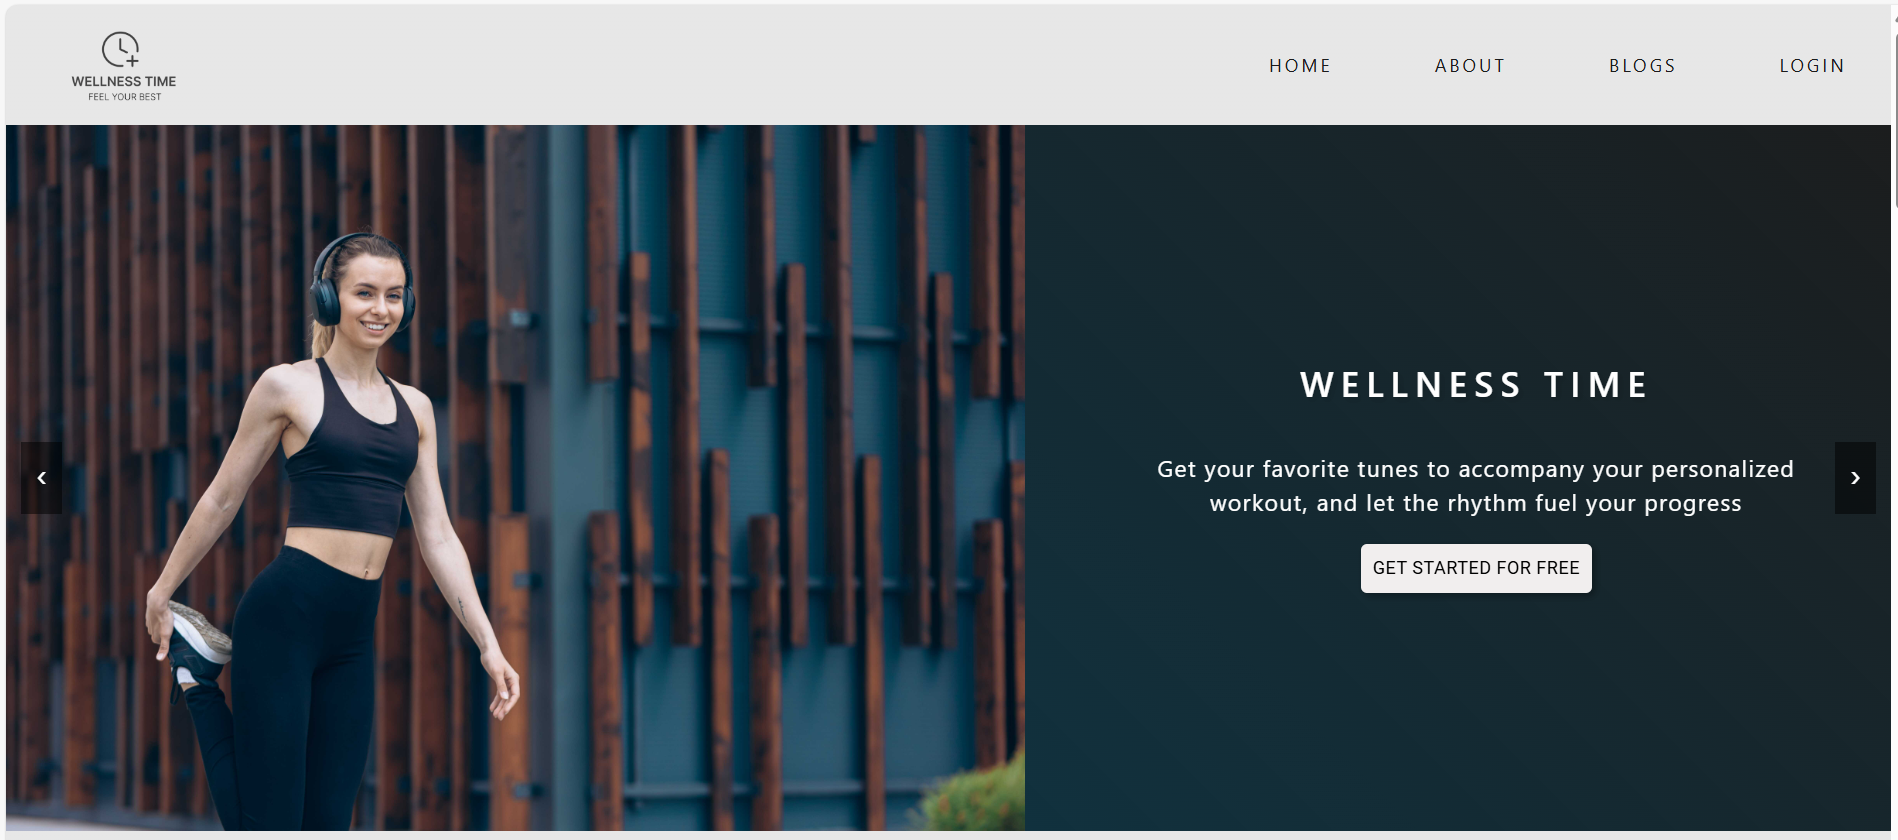 WELLNESS TIME
FEEL YOUR BEST
HOME
ABOUT
BLOGS
LOGIN
WELLNESS TIME
Get your favorite tunes to accompany your personalized
workout, and let the rhythm fuel your progress
GET STARTED FOR FREE